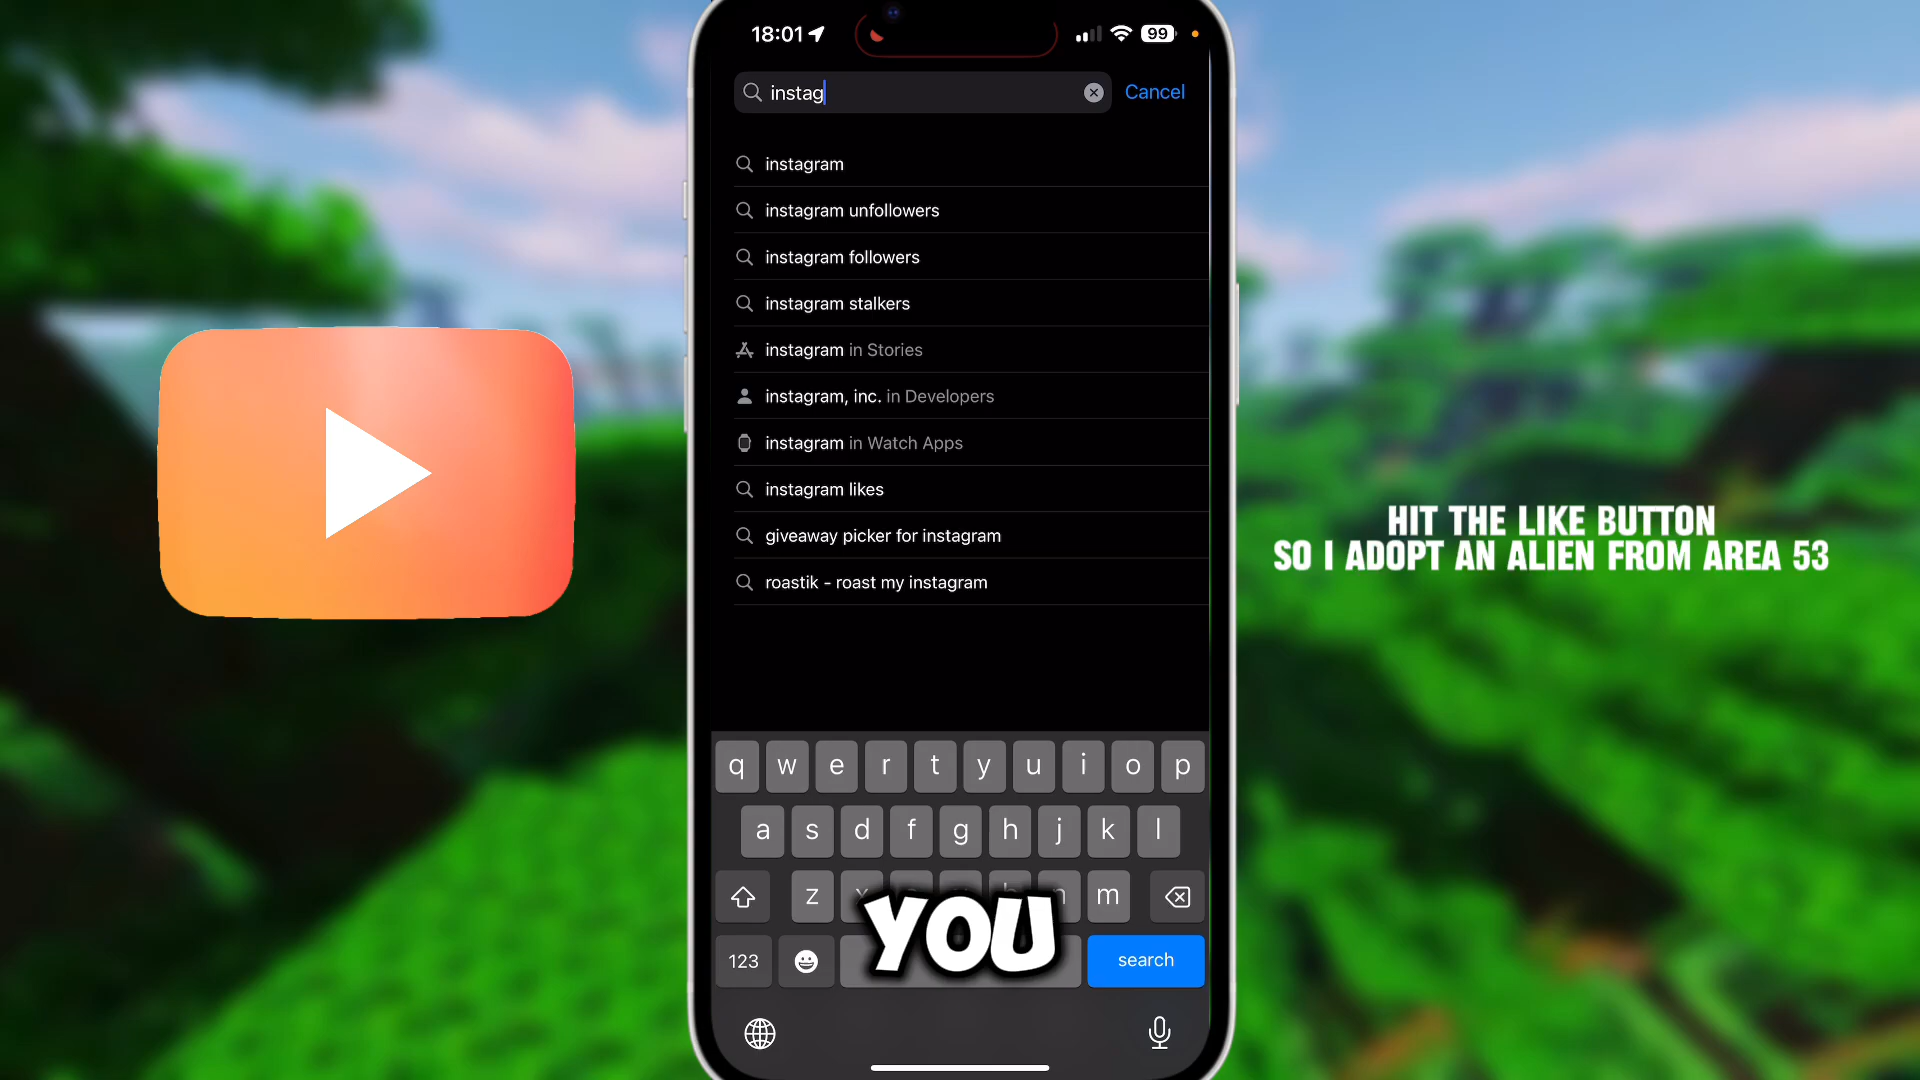 18:01
99
instag
Cancel
instagram
instagram unfollowers
instagram followers
instagram stalkers
instagram in Stories
instagram, inc. in Developers
instagram in Watch Apps
instagram likes
giveaway picker for instagram
roastik - roast my instagram
HIT THE LIKE BUTTON
SO I ADOPT AN ALIEN FROM AREA 53
q w e r t y u i o p
a s d f g h j k l
z m
YOU
123
search